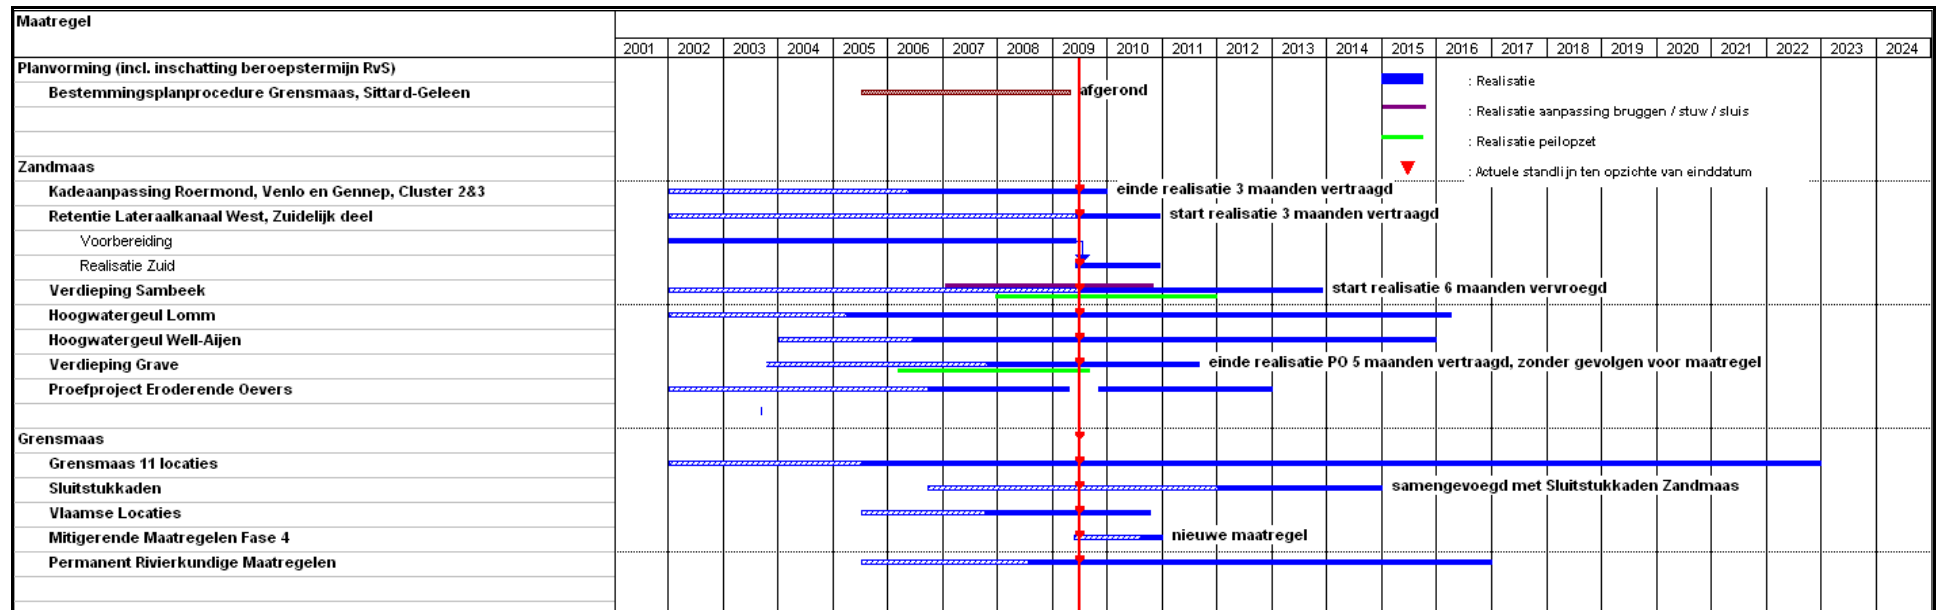 Maatregel
2001 2002 2003 2004 2005 2006 2007 2008 2009 2010 2011 2012 2013 2014 2015 2016 2017 2018 2019 2020 2021 2022 2023 2024
Planvorming (incl. inschatting beroepstermijn RvS)
: Realisatie
Bestemmingsplanprocedure Grensmaas, Sittard-Geleen
afgerond
: Realisatie aanpassing bruggen / stuw / sluis
: Realisatie peilopzet
Zandmaas
: Actuele standlijn ten opzichte van einddatum
Kadeaanpassing Roermond, Venlo en Gennep, Cluster 2&3
einde realisatie 3 maanden vertraagd
Retentie Lateraalkanaal West, Zuidelijk deel
start realisatie 3 maanden vertraagd
Voorbereiding
Realisatie Zuid
Verdieping Sambeek
start realisatie 6 maanden vervroegd
Hoogwatergeul Lomm
Hoogwatergeul Well-Aijen
Verdieping Grave
einde realisatie PO 5 maanden vertraagd, zonder gevolgen voor maatregel
Proefproject Eroderende Oevers
Grensmaas
Grensmaas 11 locaties
Sluitstukkaden
samengevoegd met Sluitstukkaden Zandmaas
Vlaamse Locaties
Mitigerende Maatregelen Fase 4
nieuwe maatregel
Permanent Rivierkundige Maatregelen